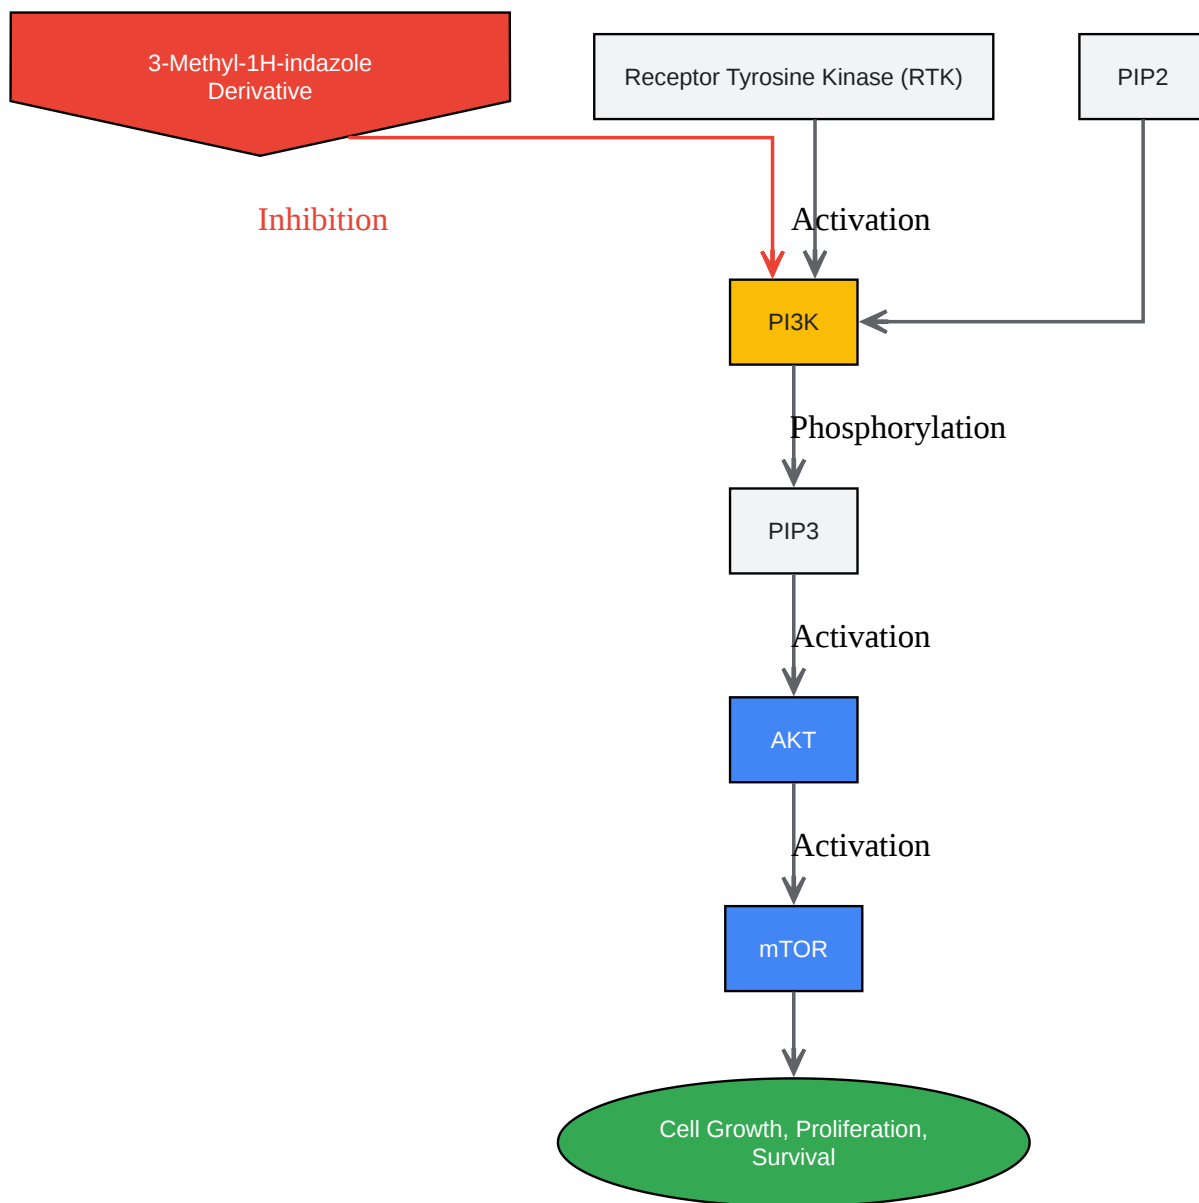 3-Methyl-1H-indazole
Derivative
Receptor Tyrosine Kinase (RTK)
PIP2
Inhibition
Activation
PI3K
Phosphorylation
PIP3
Activation
AKT
Activation
mTOR
Cell Growth, Proliferation,
Survival